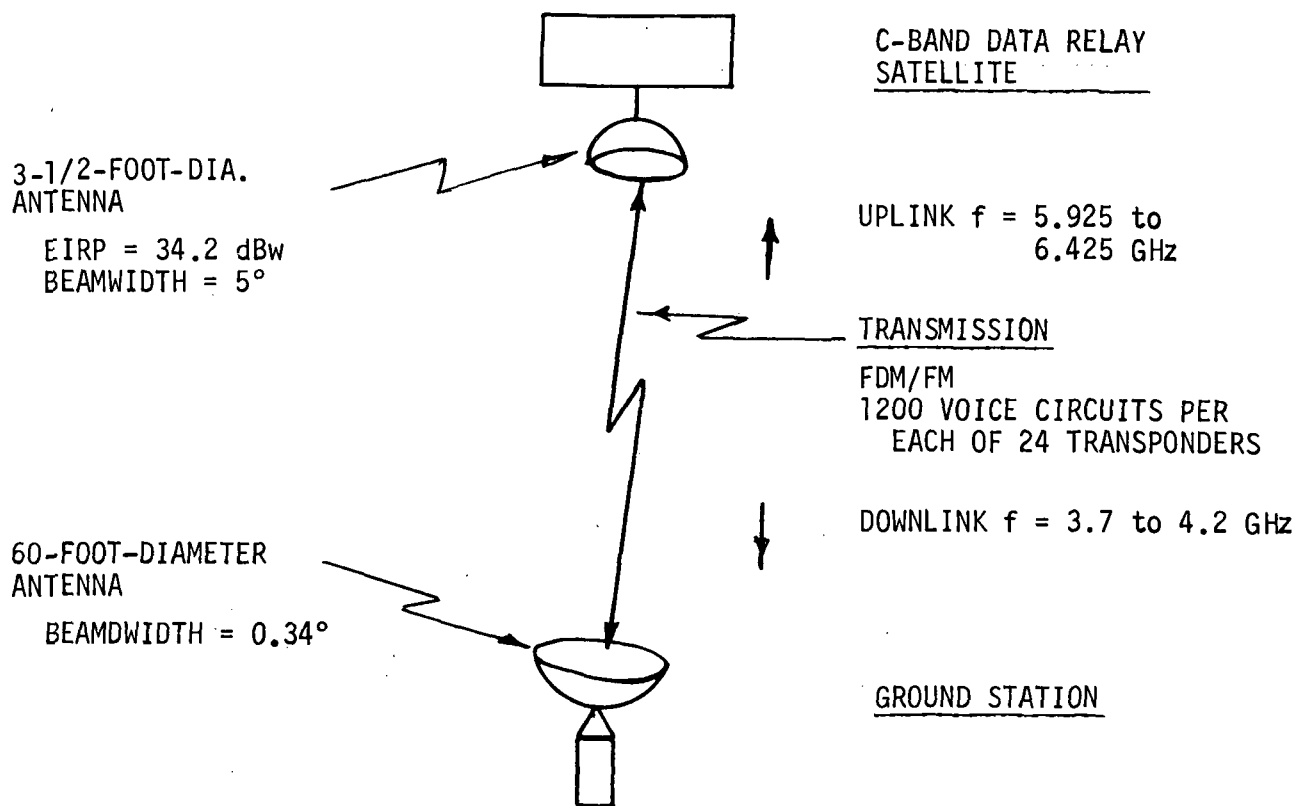 C-BAND DATA RELAY
SATELLITE
3-1/2-FOOT-DIA.
ANTENNA
EIRP = 34.2 dBw
BEAMWIDTH = 5°
UPLINK f = 5.925 to
6.425 GHz
TRANSMISSION
FDM/FM
1200 VOICE CIRCUITS PER
EACH OF 24 TRANSPONDERS
DOWNLINK f = 3.7 to 4.2 GHz
60-FOOT-DIAMETER
ANTENNA
BEAMDWIDTH = 0.34°
GROUND STATION